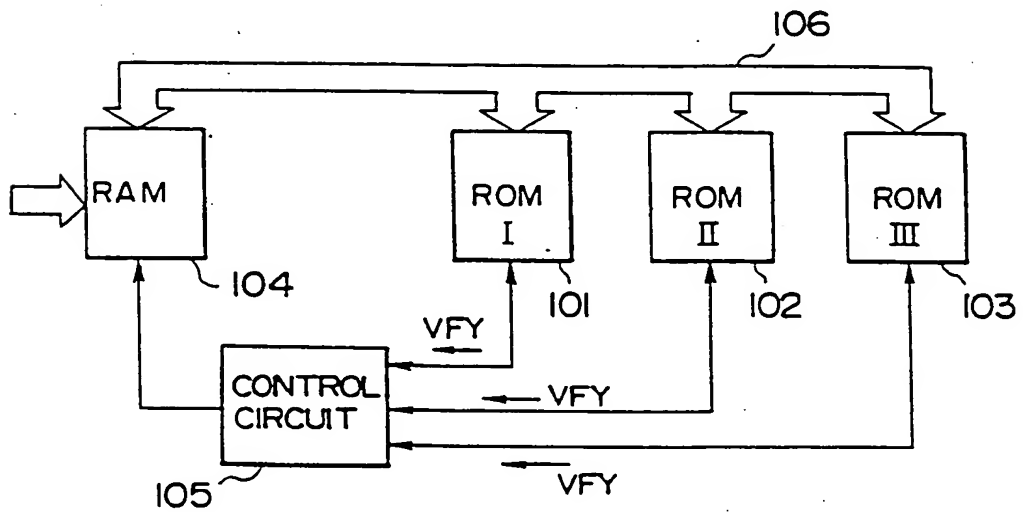 106
RAM
ROM
I
ROM
II
ROM
III
104
101
102
103
VFY
CONTROL
CIRCUIT
VFY
VFY
105